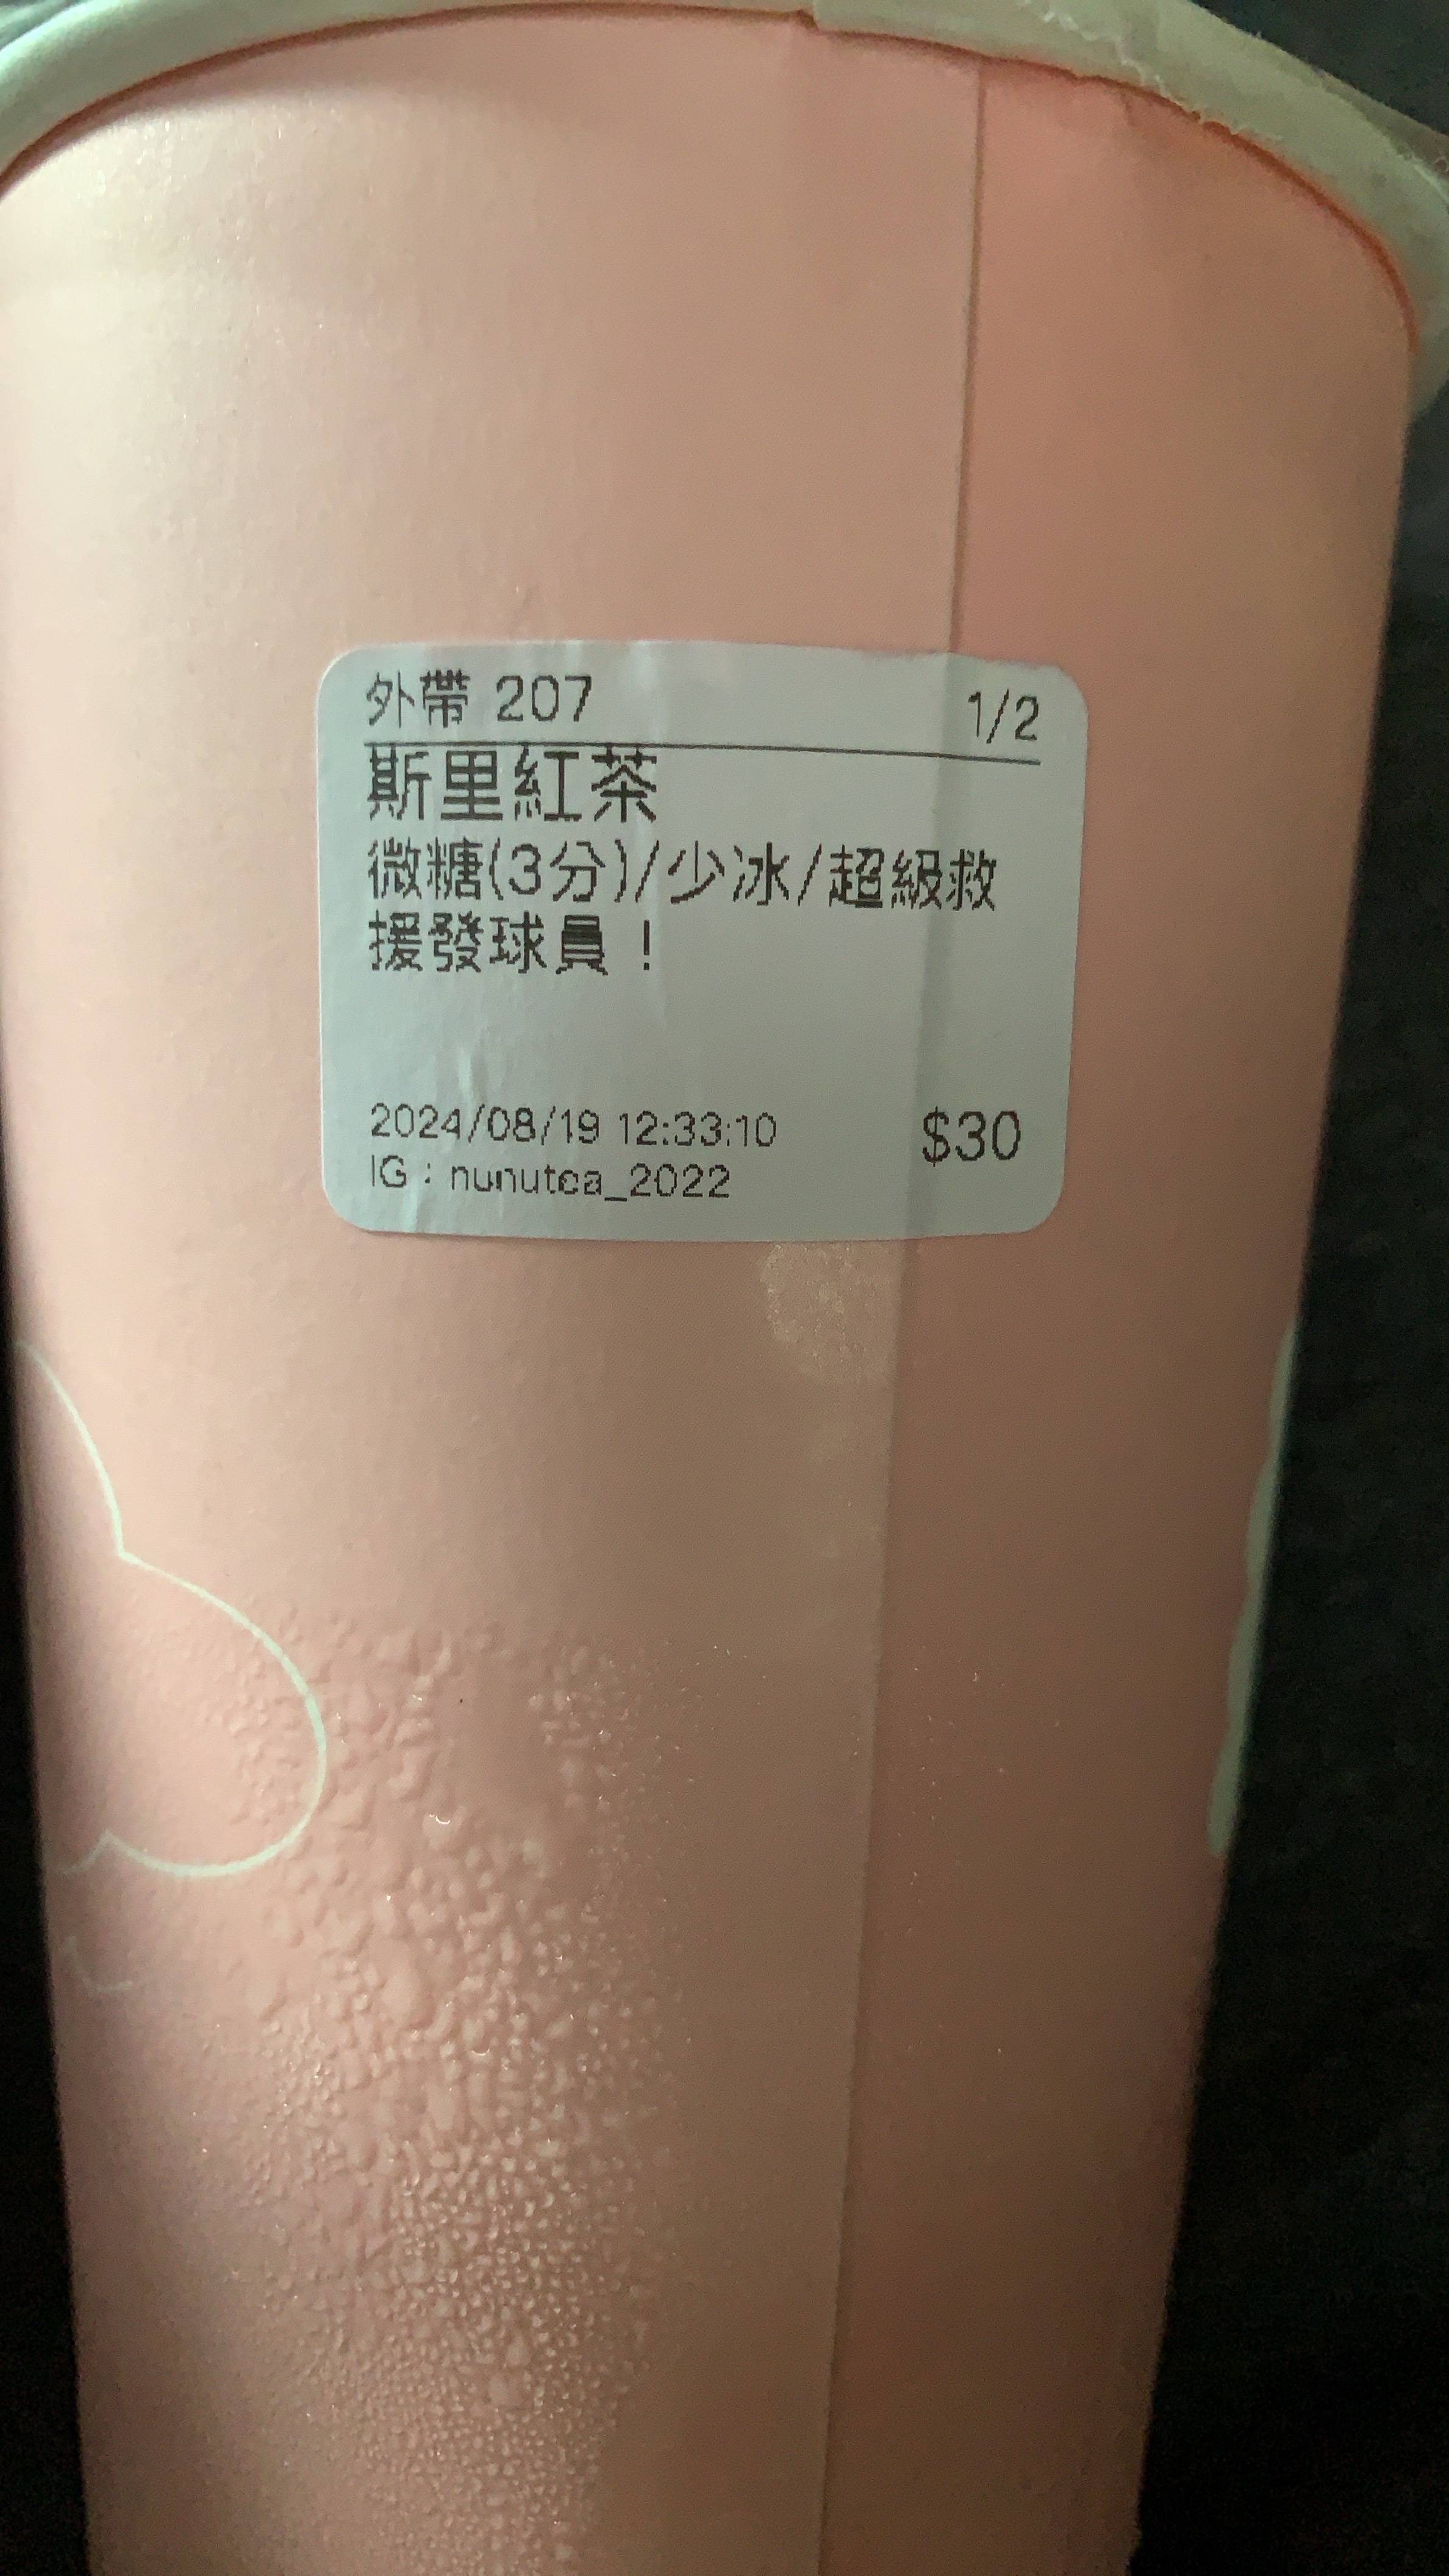 外帶 207 1/2
斯里紅茶
微糖(3分)/少冰/超級救
援發球員！
2024/08/19 12:33:10 $30
IG：nunutea_2022